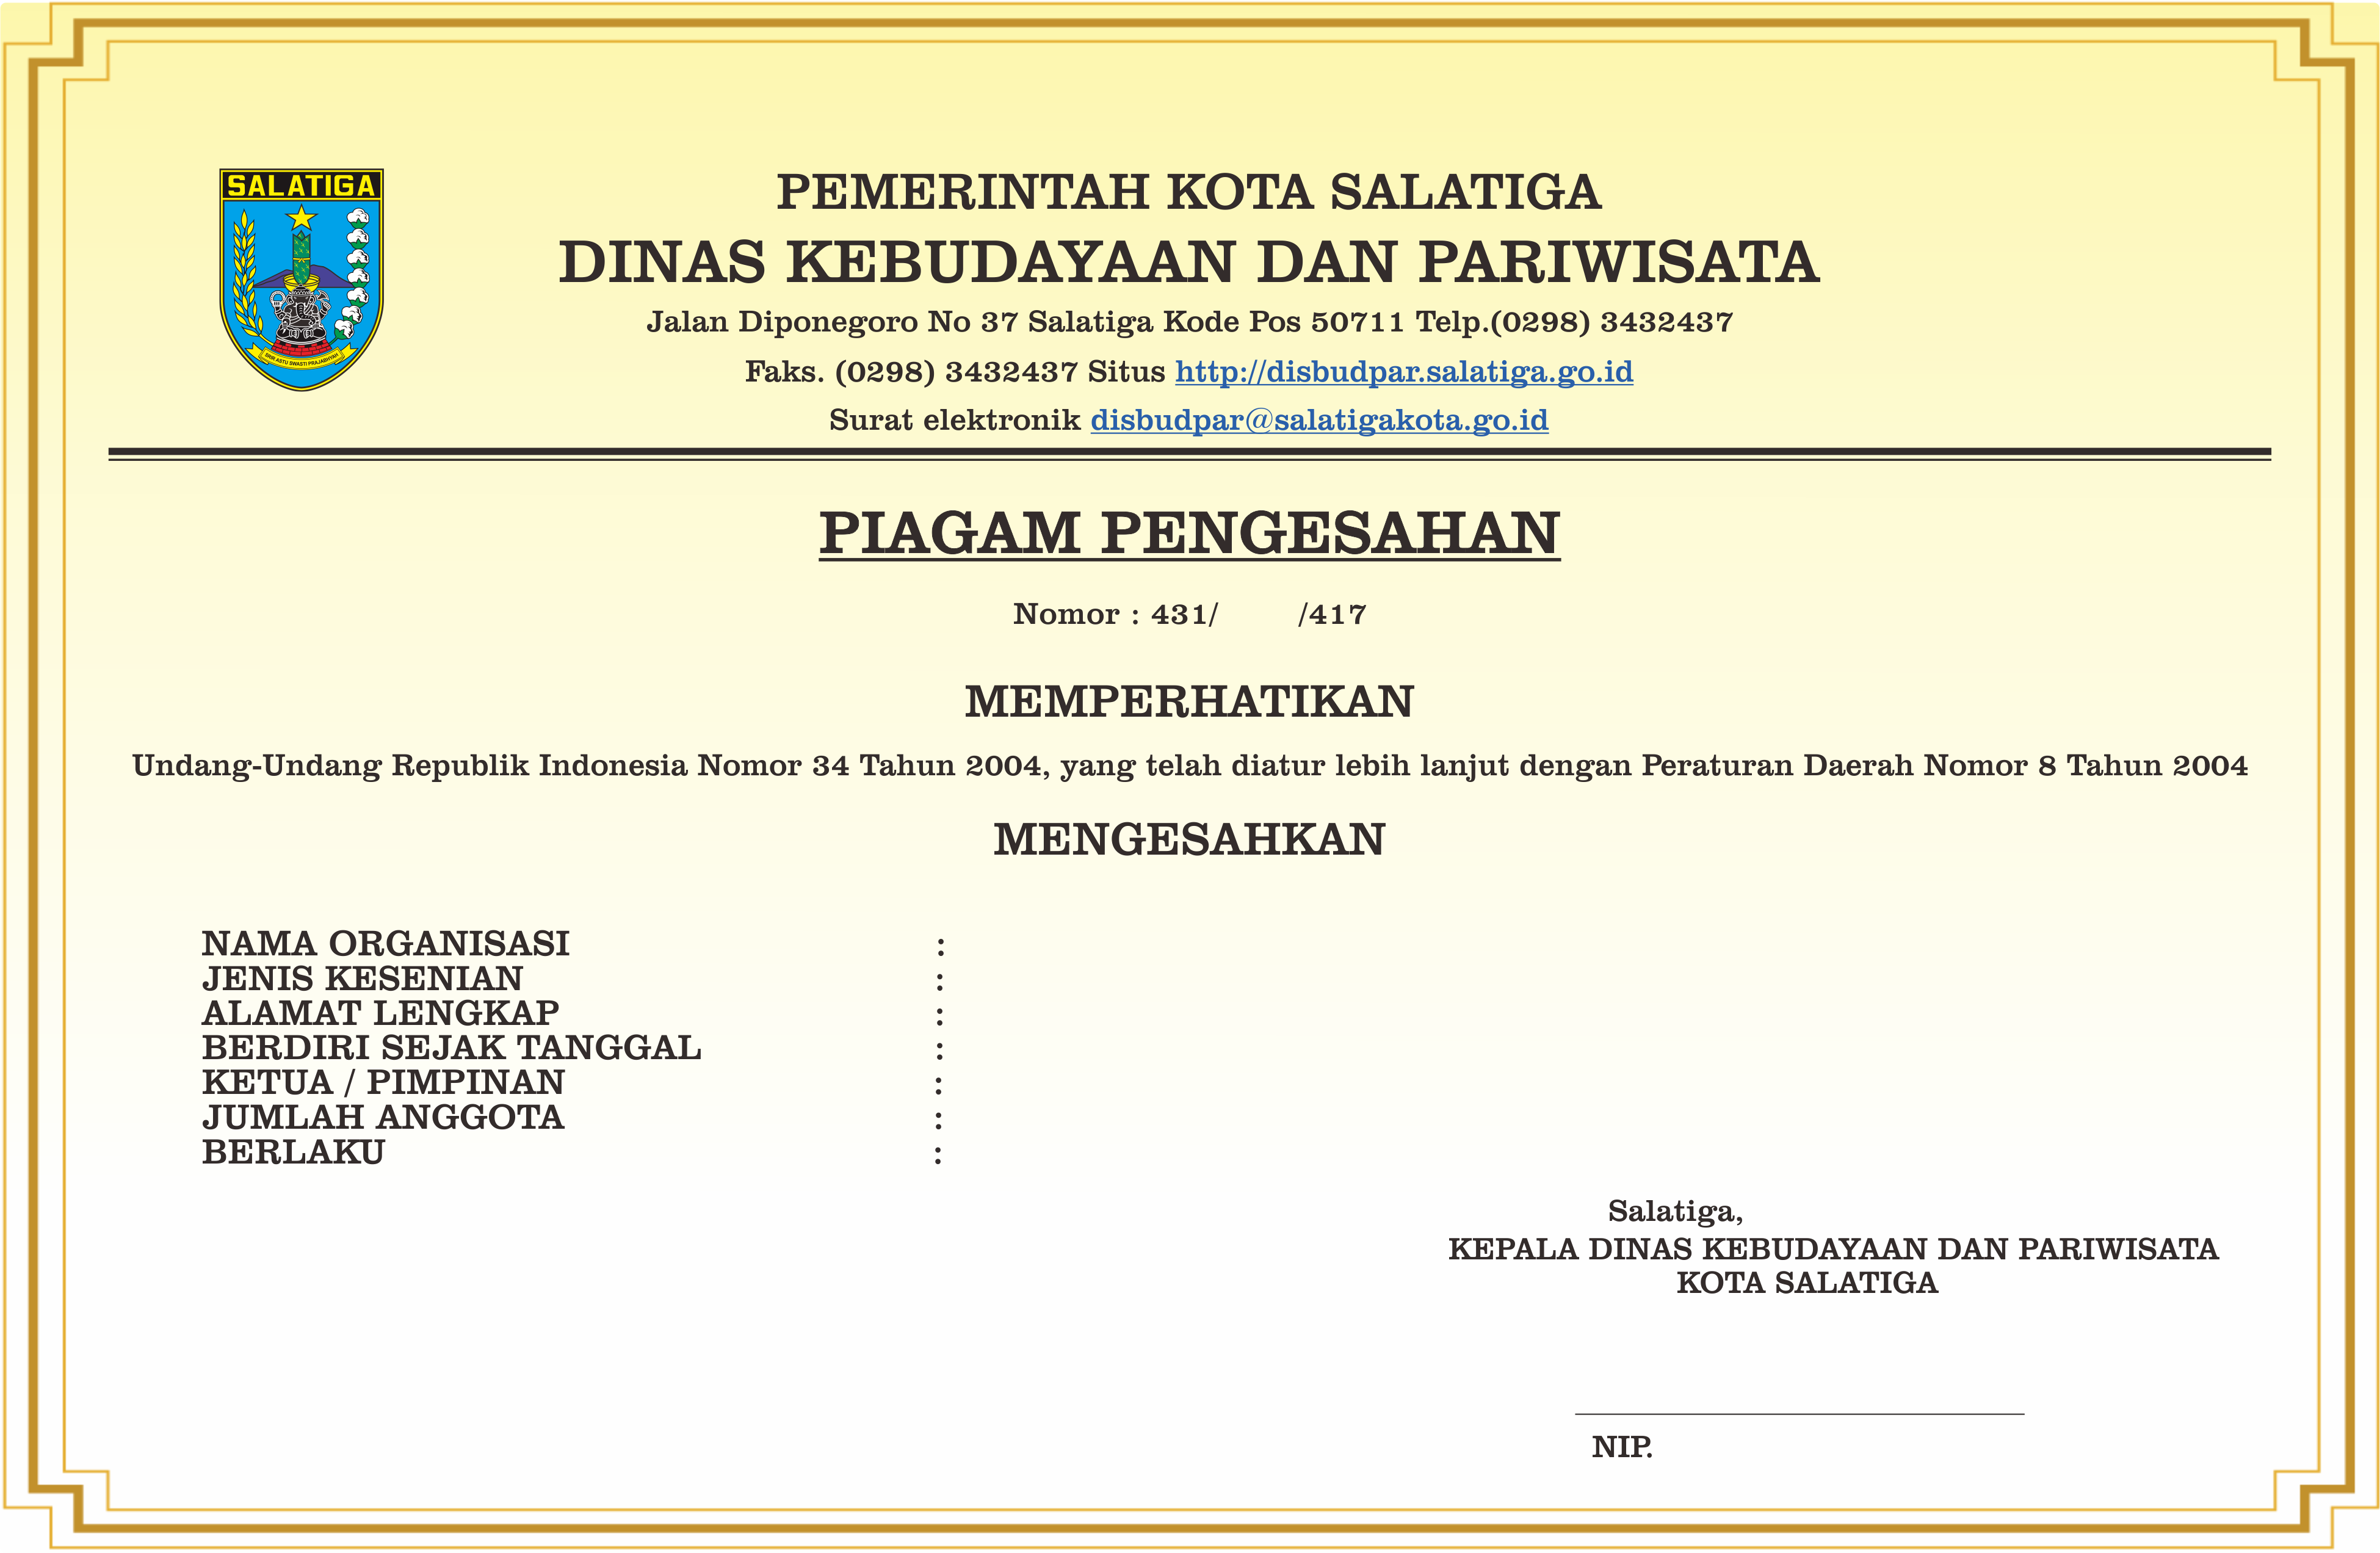 SALATIGA
SRIR ASTU SWASTI PRAJABHYAH
PEMERINTAH KOTA SALATIGA
DINAS KEBUDAYAAN DAN PARIWISATA
Jalan Diponegoro No 37 Salatiga Kode Pos 50711 Telp.(0298) 3432437
Faks. (0298) 3432437 Situs http://disbudpar.salatiga.go.id
Surat elektronik disbudpar@salatigakota.go.id
PIAGAM PENGESAHAN
Nomor : 431/ /417
MEMPERHATIKAN
Undang-Undang Republik Indonesia Nomor 34 Tahun 2004, yang telah diatur lebih lanjut dengan Peraturan Daerah Nomor 8 Tahun 2004
MENGESAHKAN
NAMA ORGANISASI :
JENIS KESENIAN :
ALAMAT LENGKAP :
BERDIRI SEJAK TANGGAL :
KETUA / PIMPINAN :
JUMLAH ANGGOTA :
BERLAKU :
Salatiga,
KEPALA DINAS KEBUDAYAAN DAN PARIWISATA
KOTA SALATIGA
NIP.